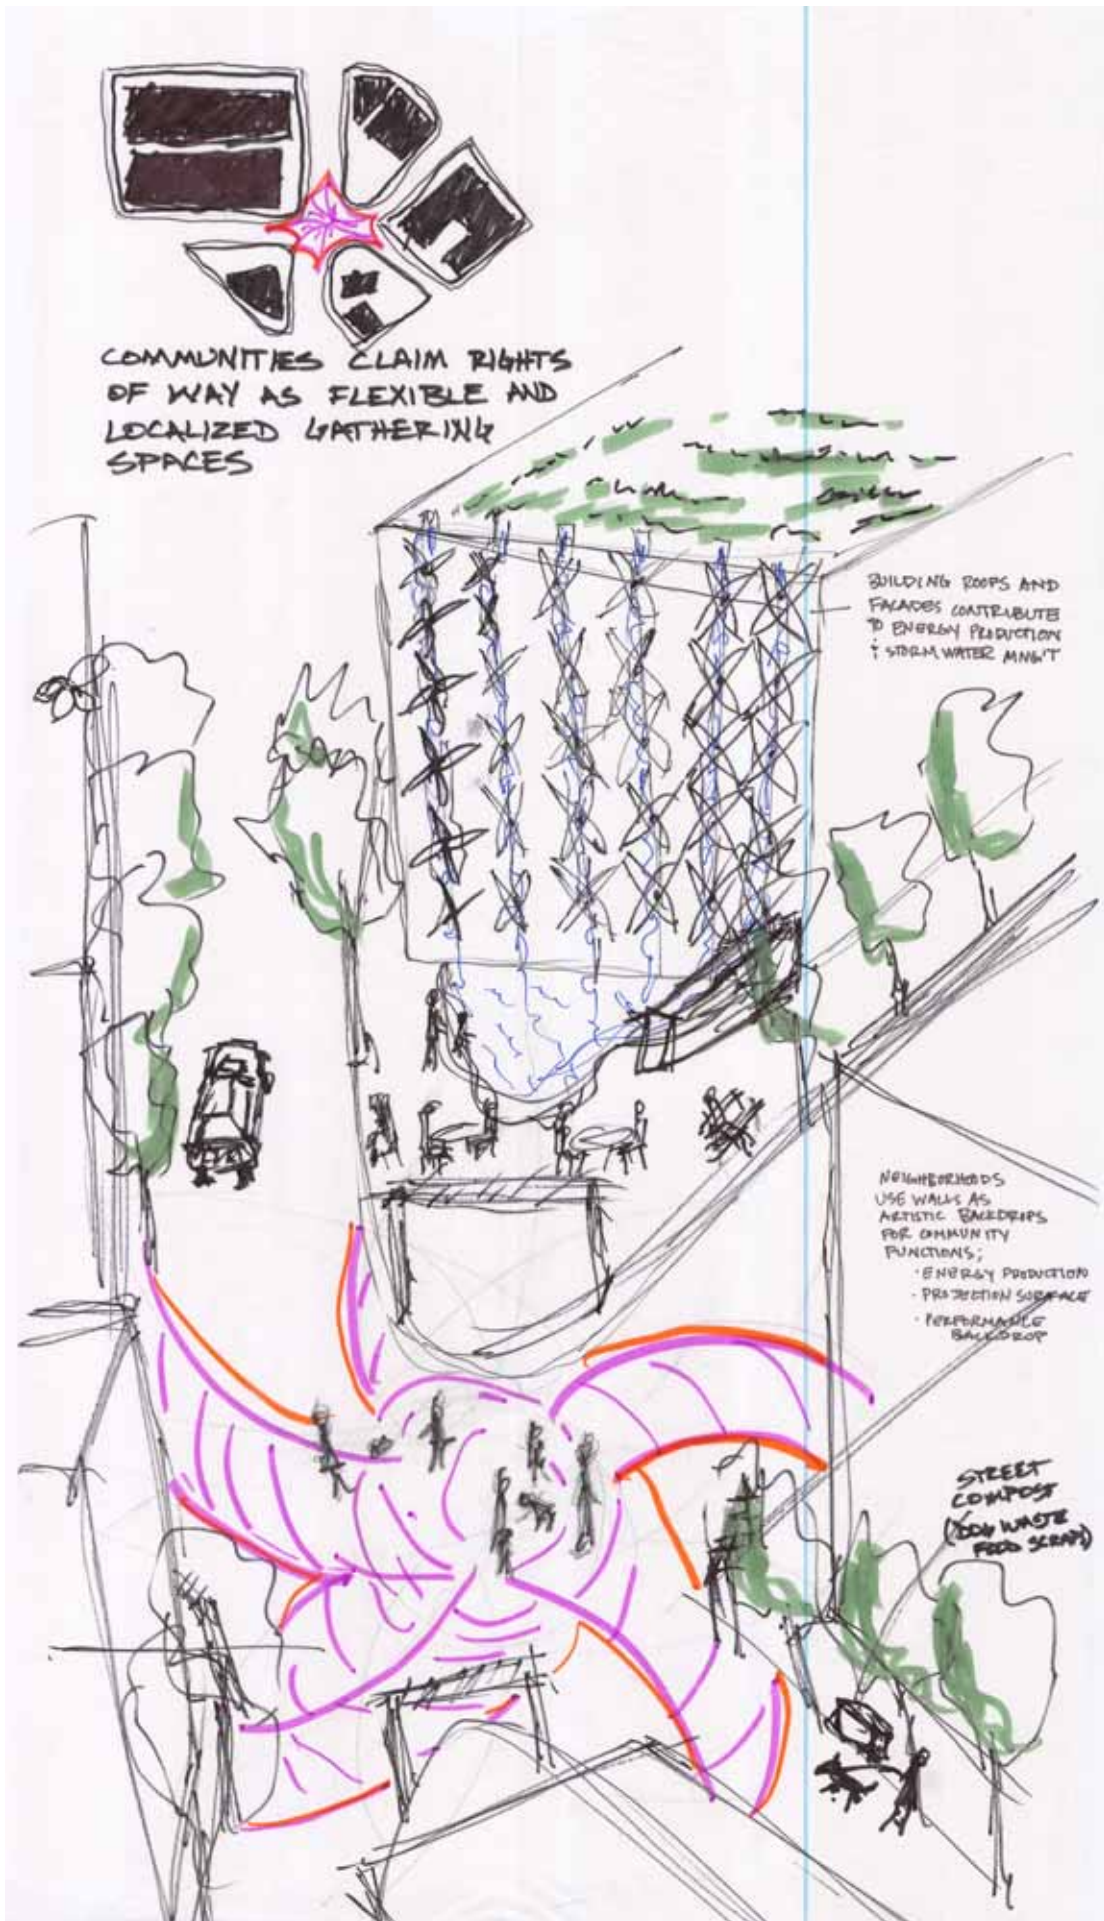 COMMUNITIES CLAIM RIGHTS
OF WAY AS FLEXIBLE AND
LOCALIZED GATHERING
SPACES
BUILDING ROOFS AND
FACADES CONTRIBUTE
TO ENERGY PRODUCTION
& STORM WATER MNG'T
NEIGHBORHOODS
USE WALLS AS
ARTISTIC BACKDROPS
FOR COMMUNITY
FUNCTIONS;
· ENERGY PRODUCTION
· PROJECTION SURFACE
· PERFORMANCE
BACKDROP
STREET
COMPOST
(DOG WASTE
FOOD SCRAPS)